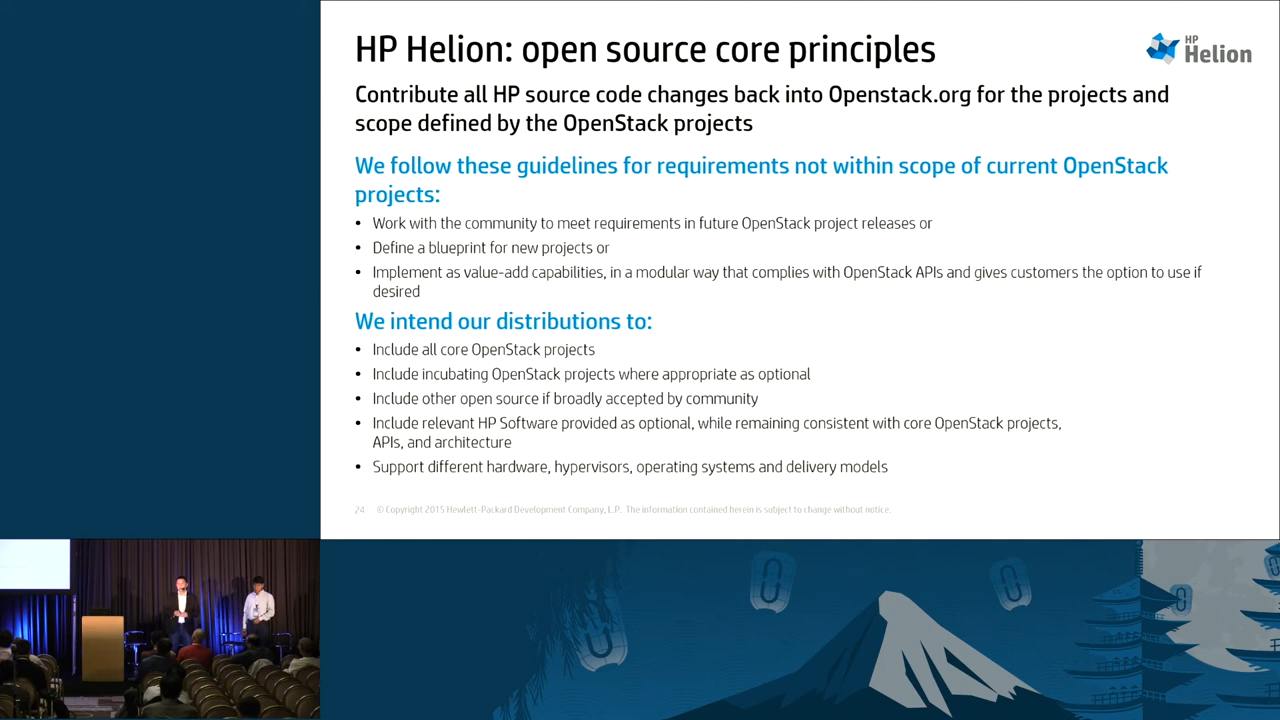 HP Helion: open source core principles
HP
Helion
Contribute all HP source code changes back into Openstack.org for the projects and
scope defined by the OpenStack projects
We follow these guidelines for requirements not within scope of current OpenStack
projects:
• Work with the community to meet requirements in future OpenStack project releases or
• Define a blueprint for new projects or
• Implement as value-add capabilities, in a modular way that complies with OpenStack APIs and gives customers the option to use if
desired
We intend our distributions to:
• Include all core OpenStack projects
• Include incubating OpenStack projects where appropriate as optional
• Include other open source if broadly accepted by community
• Include relevant HP Software provided as optional, while remaining consistent with core OpenStack projects,
APIs, and architecture
• Support different hardware, hypervisors, operating systems and delivery models
24 © Copyright 2015 Hewlett-Packard Development Company, L.P. The information contained herein is subject to change without notice.